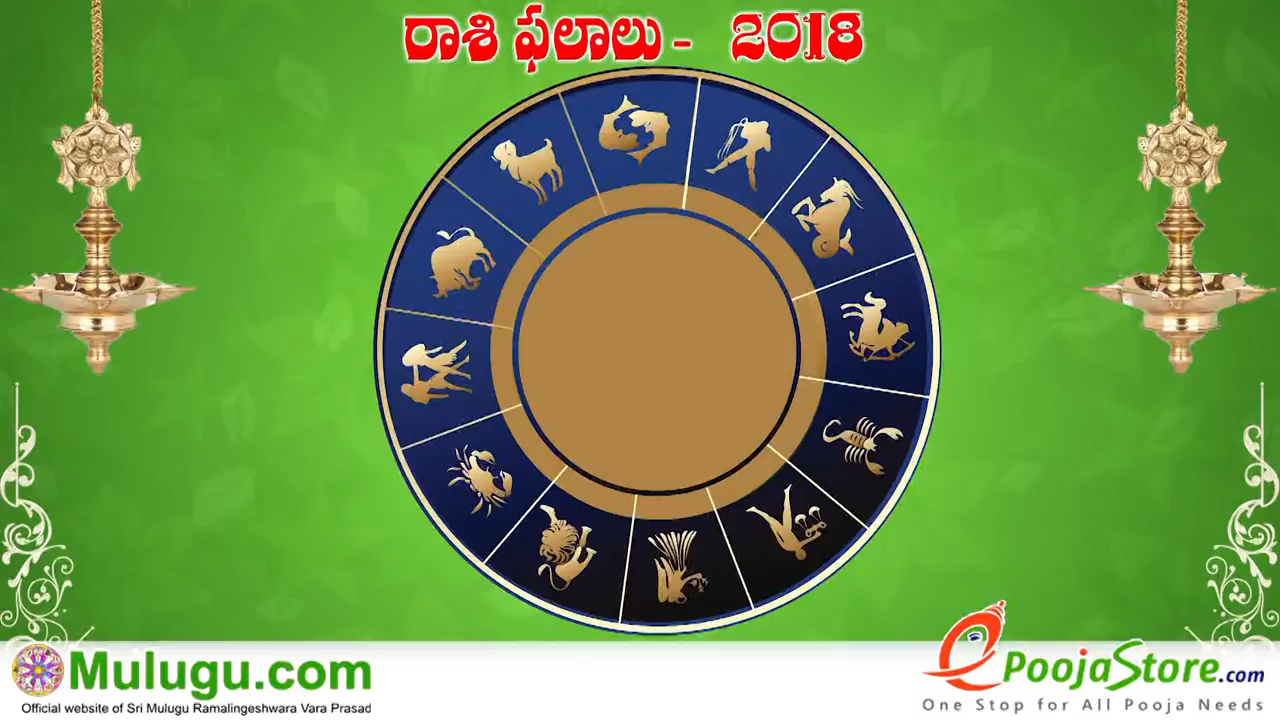 రాశి ఫలాలు - 2018
Mulugu.com
Official website of Sri Mulugu Ramalingeshwara Vara Prasad
ePoojaStore.com
One Stop for All Pooja Needs